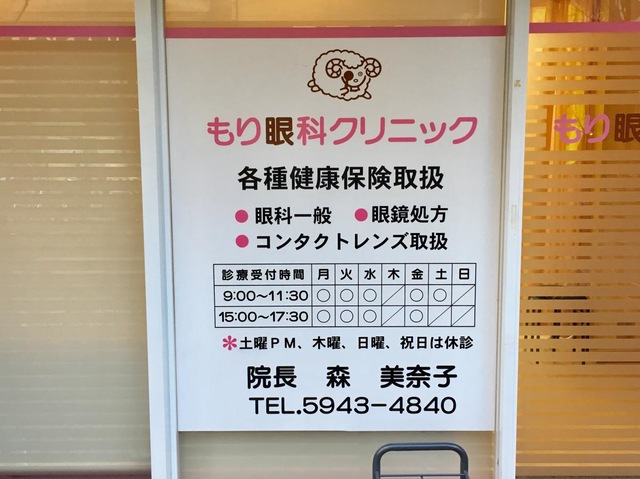 もり眼科クリニック
各種健康保険取扱
●眼科一般 ●眼鏡処方
●コンタクトレンズ取扱
診療受付時間 月 火 水 木 金 土 日
9:00〜11:30 ○ ○ ○ ／ ○ ○ ／
15:00〜17:30 ○ ○ ○ ／ ○ ／ ／
＊土曜ＰＭ、木曜、日曜、祝日は休診
院長 森 美奈子
TEL.5943-4840
もり眼